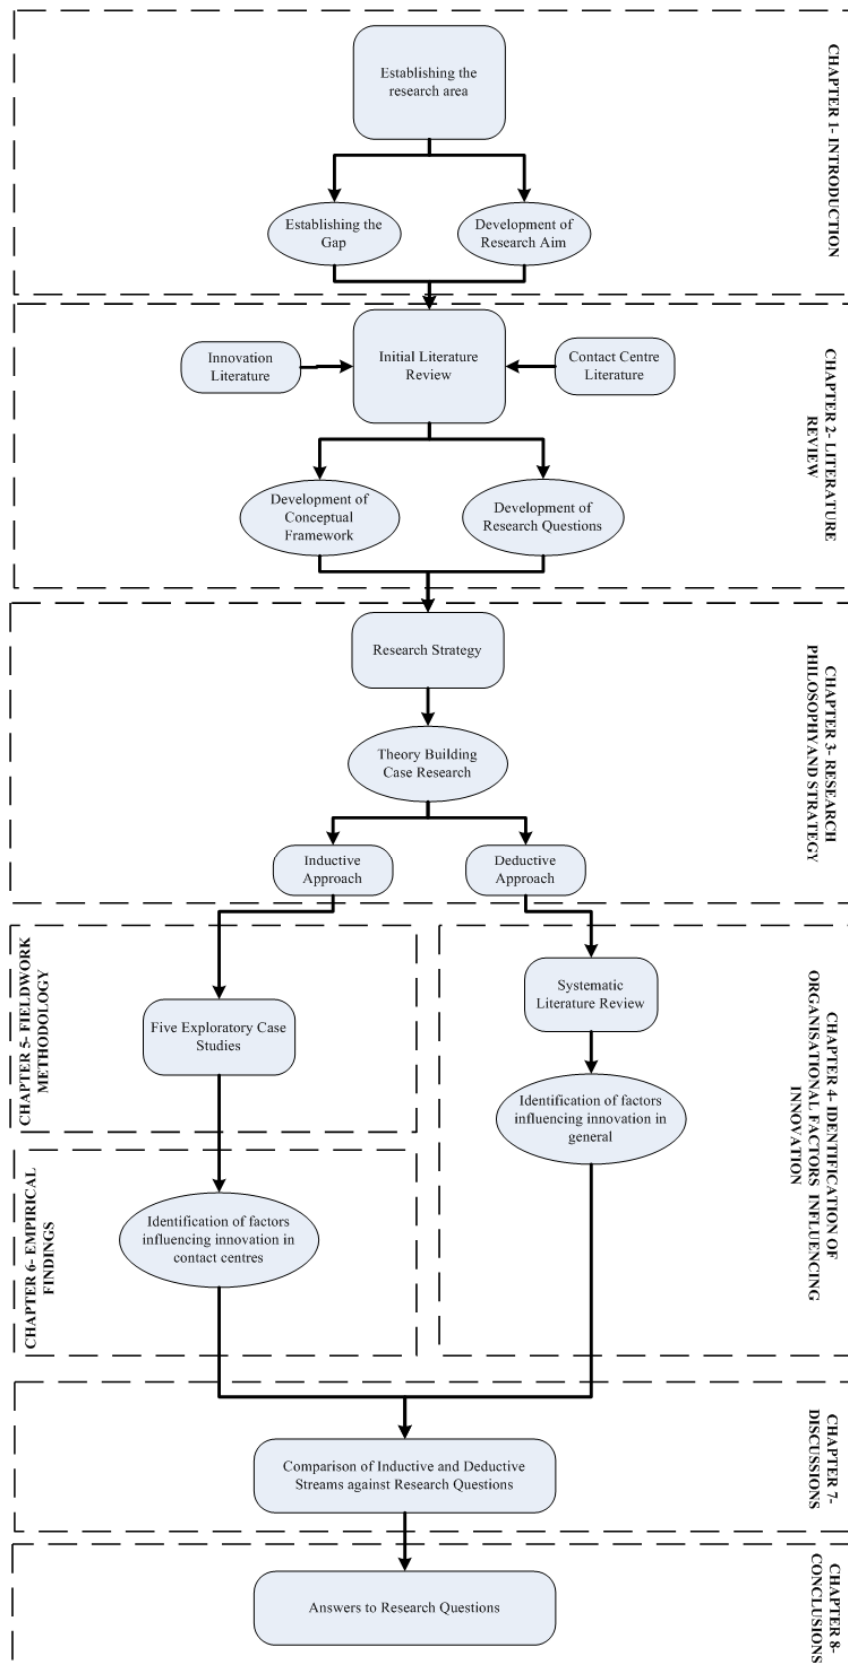 CHAPTER 1- INTRODUCTION
Establishing the
research area
Establishing the
Gap
Development of
Research Aim
CHAPTER 2- LITERATURE
REVIEW
Innovation
Literature
Initial Literature
Review
Contact Centre
Literature
Development of
Conceptual
Framework
Development of
Research Questions
CHAPTER 3- RESEARCH
PHILOSOPHY AND STRATEGY
Research Strategy
Theory Building
Case Research
Inductive
Approach
Deductive
Approach
CHAPTER 5- FIELDWORK
METHODOLOGY
Five Exploratory Case
Studies
CHAPTER 4- IDENTIFICATION OF
ORGANISATIONAL FACTORS INFLUENCING
INNOVATION
Systematic
Literature Review
Identification of factors
influencing innovation in
general
CHAPTER 6- EMPIRICAL
FINDINGS
Identification of factors
influencing innovation in
contact centres
CHAPTER 7-
DISCUSSIONS
Comparison of Inductive and Deductive
Streams against Research Questions
CHAPTER 8-
CONCLUSIONS
Answers to Research Questions